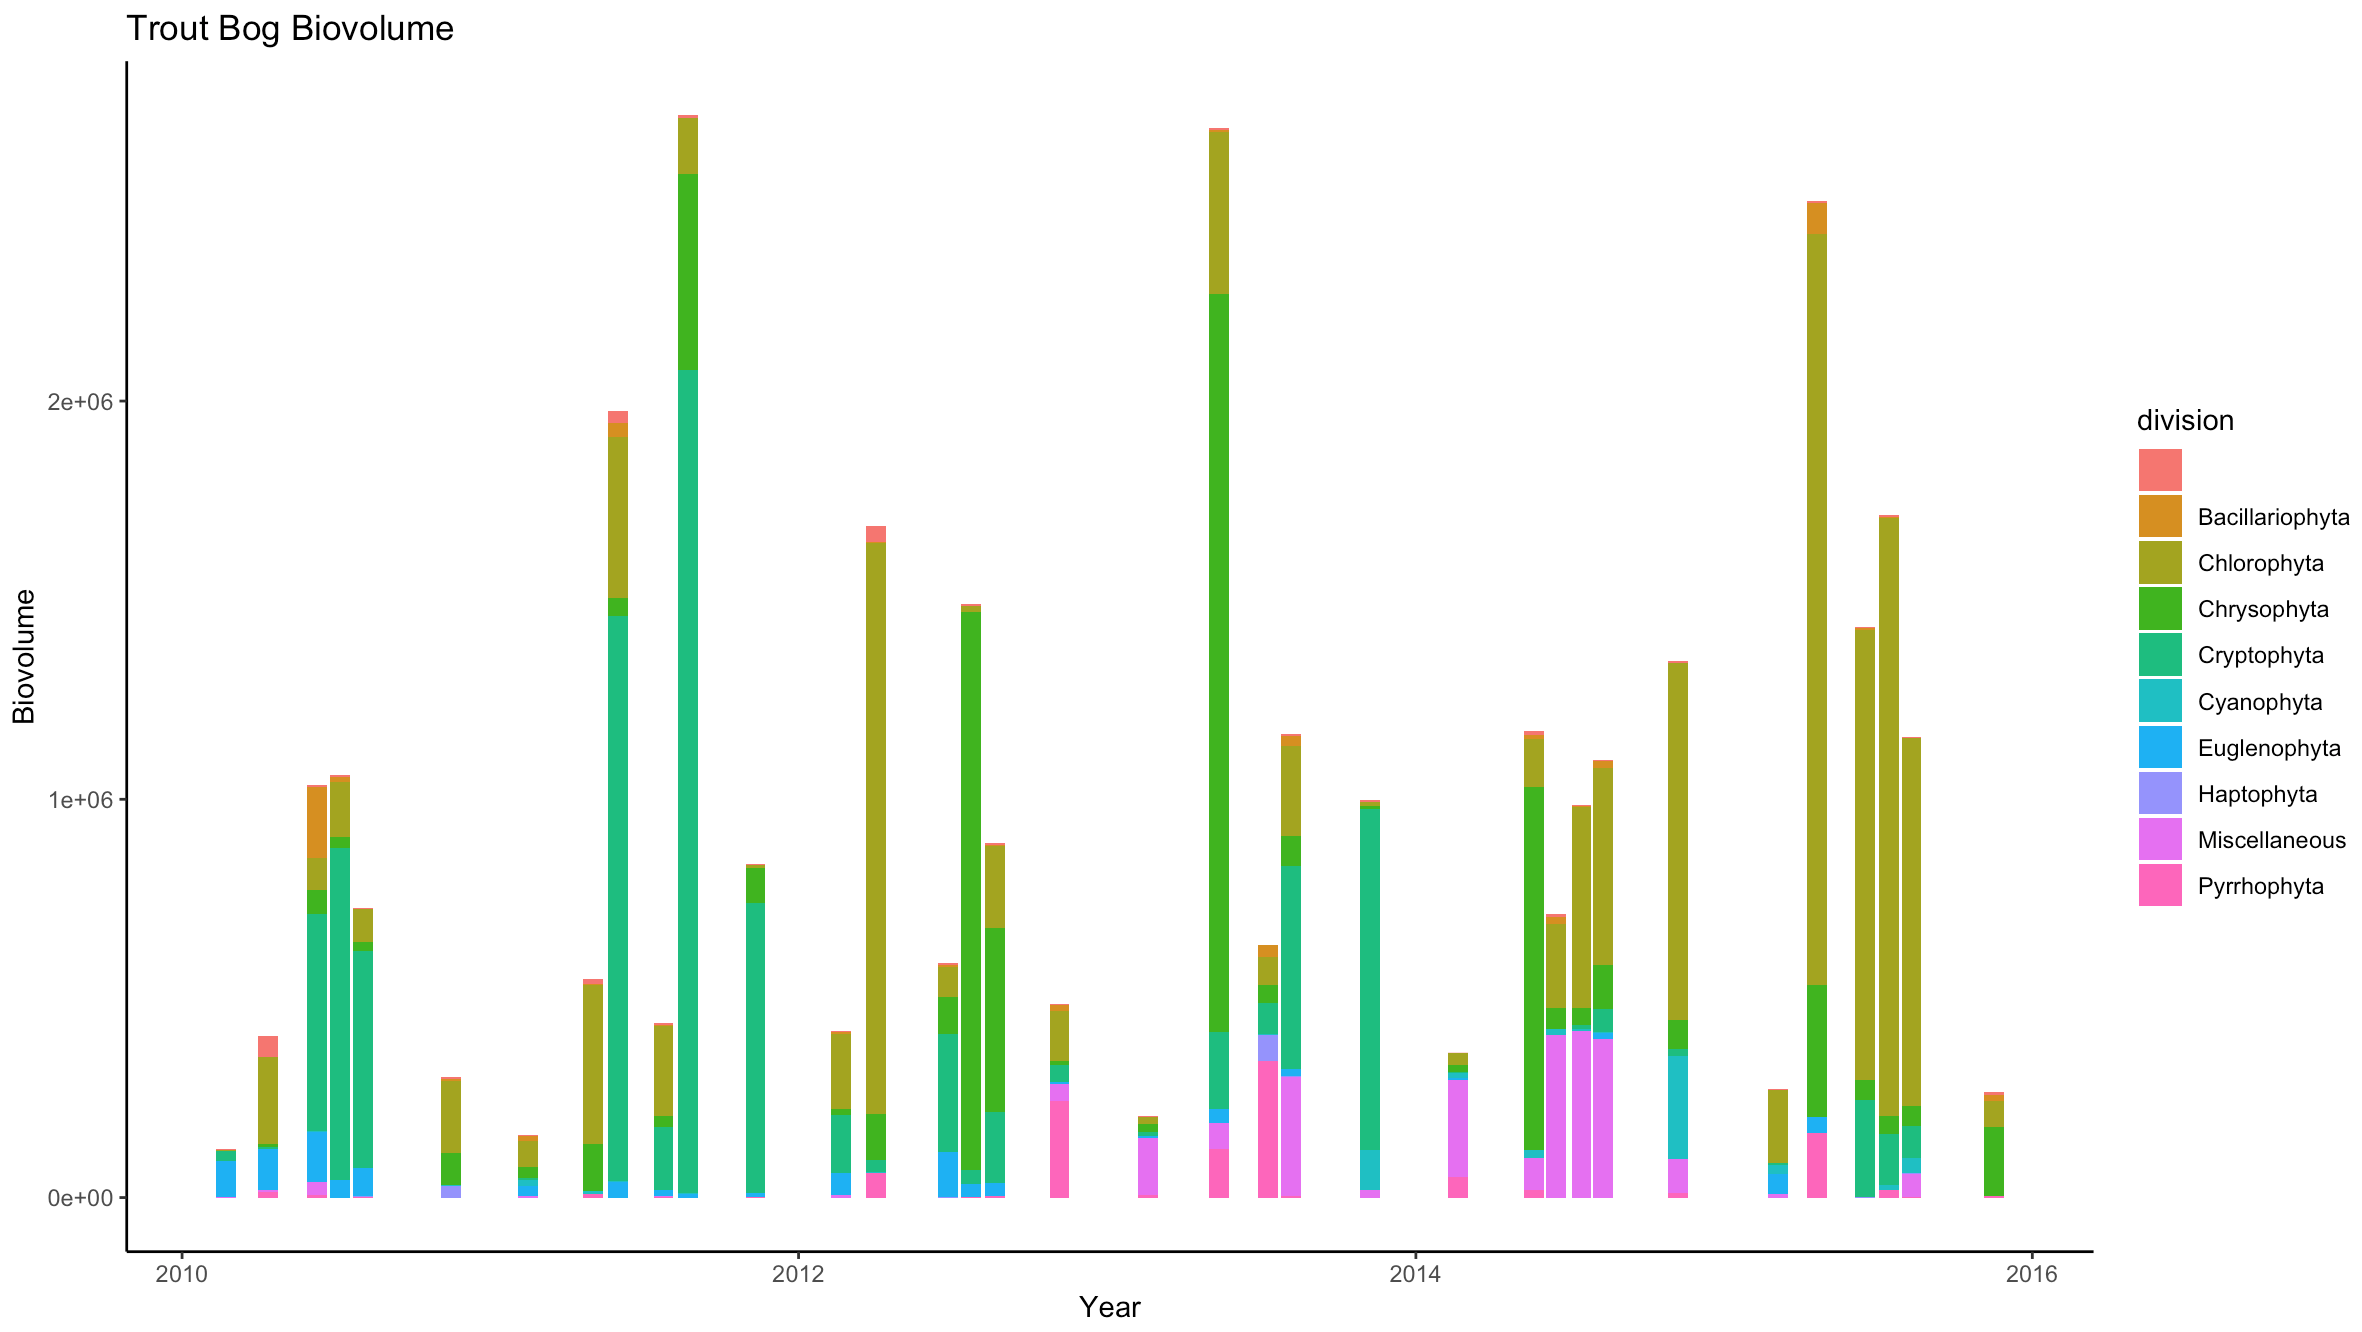 Trout Bog Biovolume
Biovolume
2e+06
1e+06
0e+00
2010
2012
2014
2016
Year
division
Bacillariophyta
Chlorophyta
Chrysophyta
Cryptophyta
Cyanophyta
Euglenophyta
Haptophyta
Miscellaneous
Pyrrhophyta